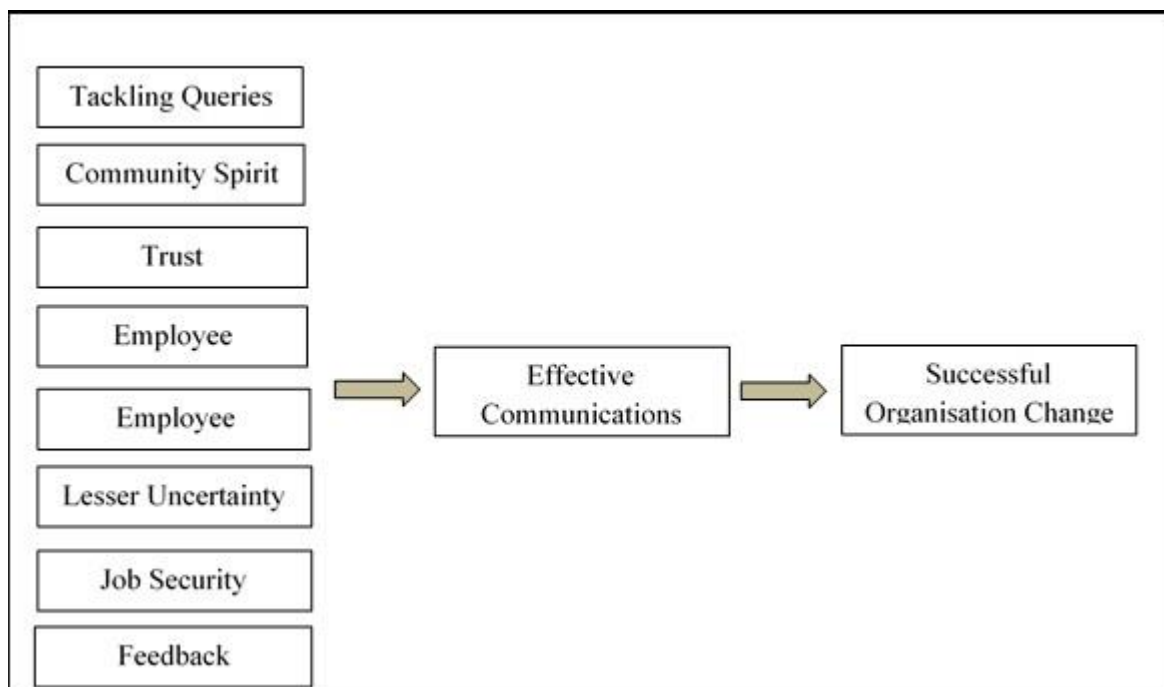 Tackling Queries
Community Spirit
Trust
Employee
Employee
Lesser Uncertainty
Job Security
Feedback
Effective
Communications
Successful
Organisation Change